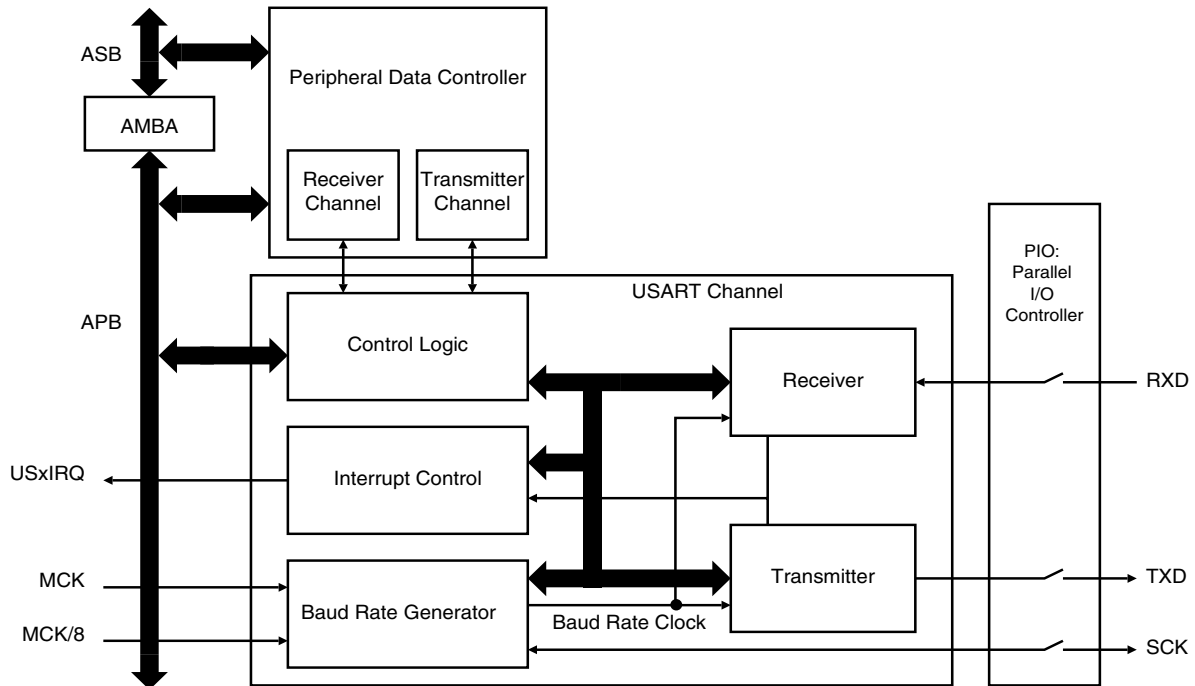 ASB
Peripheral Data Controller
AMBA
Receiver
Channel
Transmitter
Channel
PIO:
Parallel
I/O
Controller
USART Channel
APB
Control Logic
Receiver
RXD
USxIRQ
Interrupt Control
MCK
Baud Rate Generator
Transmitter
TXD
Baud Rate Clock
MCK/8
SCK